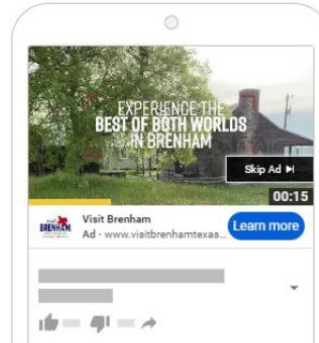 EXPERIENCE THE
BEST OF BOTH WORLDS
IN BRENHAM
Skip Ad
00:15
BRENHAM
Visit Brenham
Ad - www.visitbrenhamtexas...
Learn more